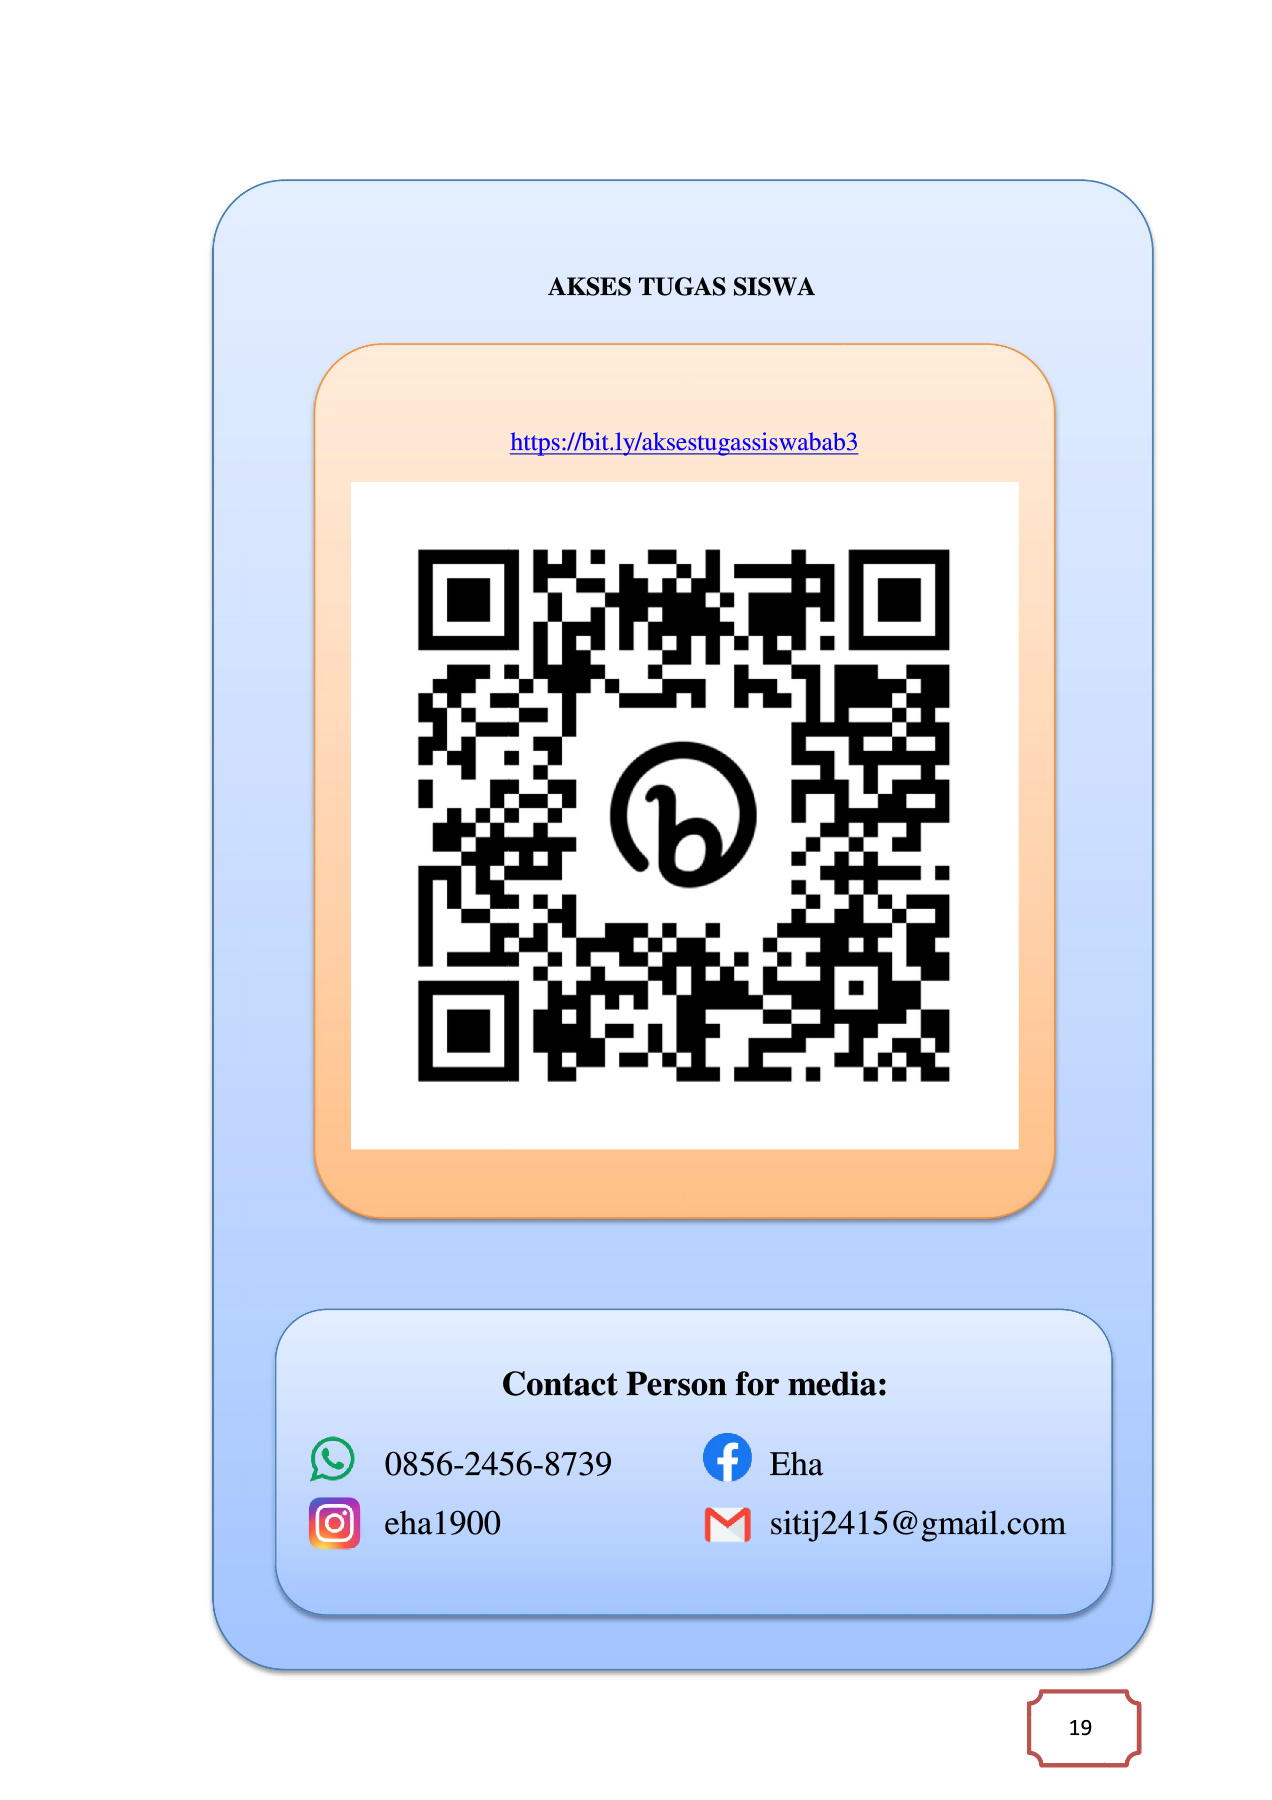 AKSES TUGAS SISWA
https://bit.ly/aksestugassiswabab3
Contact Person for media:
0856-2456-8739 Eha
eha1900 sitij2415@gmail.com
19